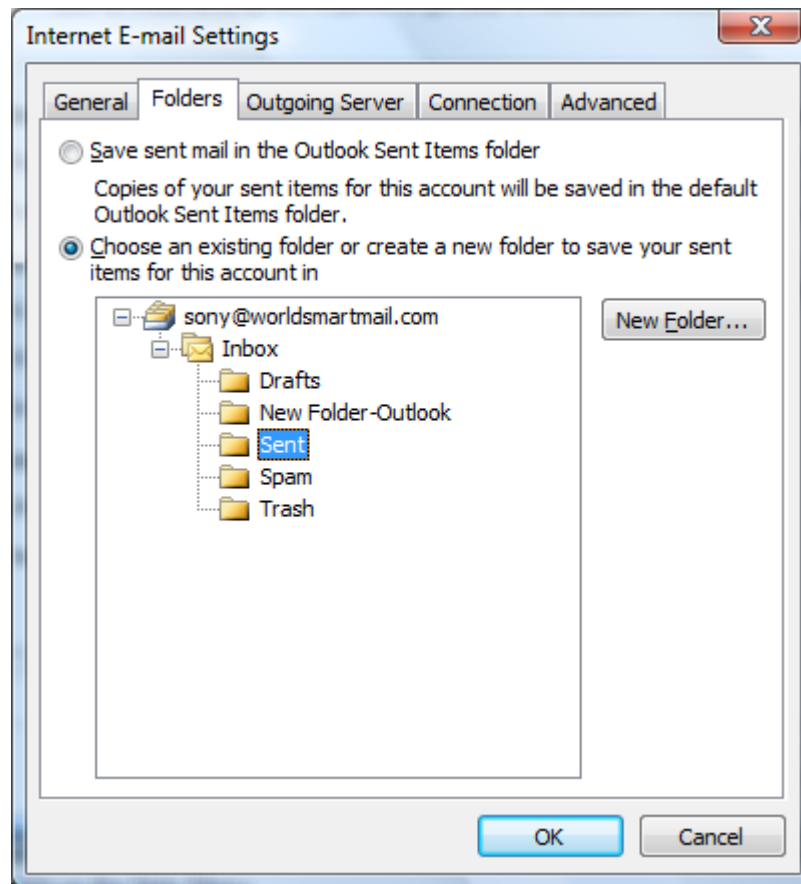 Internet E-mail Settings
General Folders Outgoing Server Connection Advanced
Save sent mail in the Outlook Sent Items folder
Copies of your sent items for this account will be saved in the default
Outlook Sent Items folder.
Choose an existing folder or create a new folder to save your sent
items for this account in
sony@worldsmartmail.com
New Folder...
Inbox
Drafts
New Folder-Outlook
Sent
Spam
Trash
OK Cancel